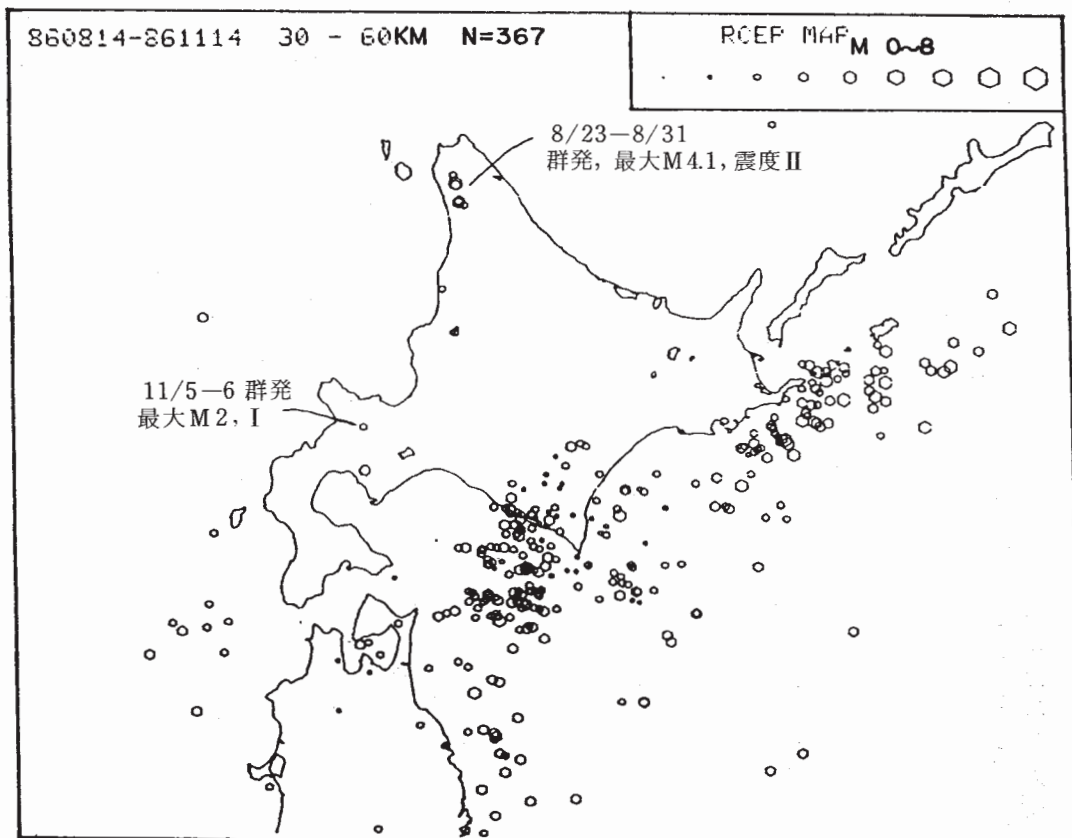 860814-861114 30 - 60KM N=367
RCEP MAP M 0~8
8/23−8/31
群発, 最大M4.1, 震度Ⅱ
11/5−6 群発
最大M2, Ⅰ